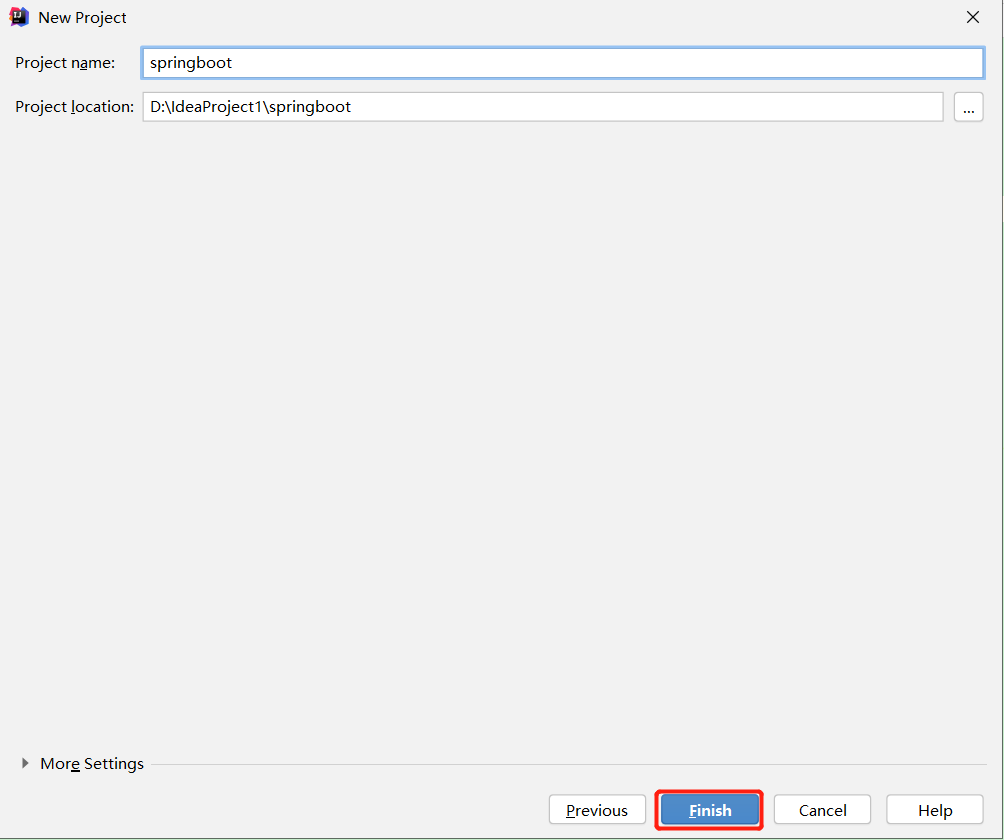 New Project
Project name: springboot
Project location: D:\IdeaProject1\springboot ...
More Settings
Previous Finish Cancel Help